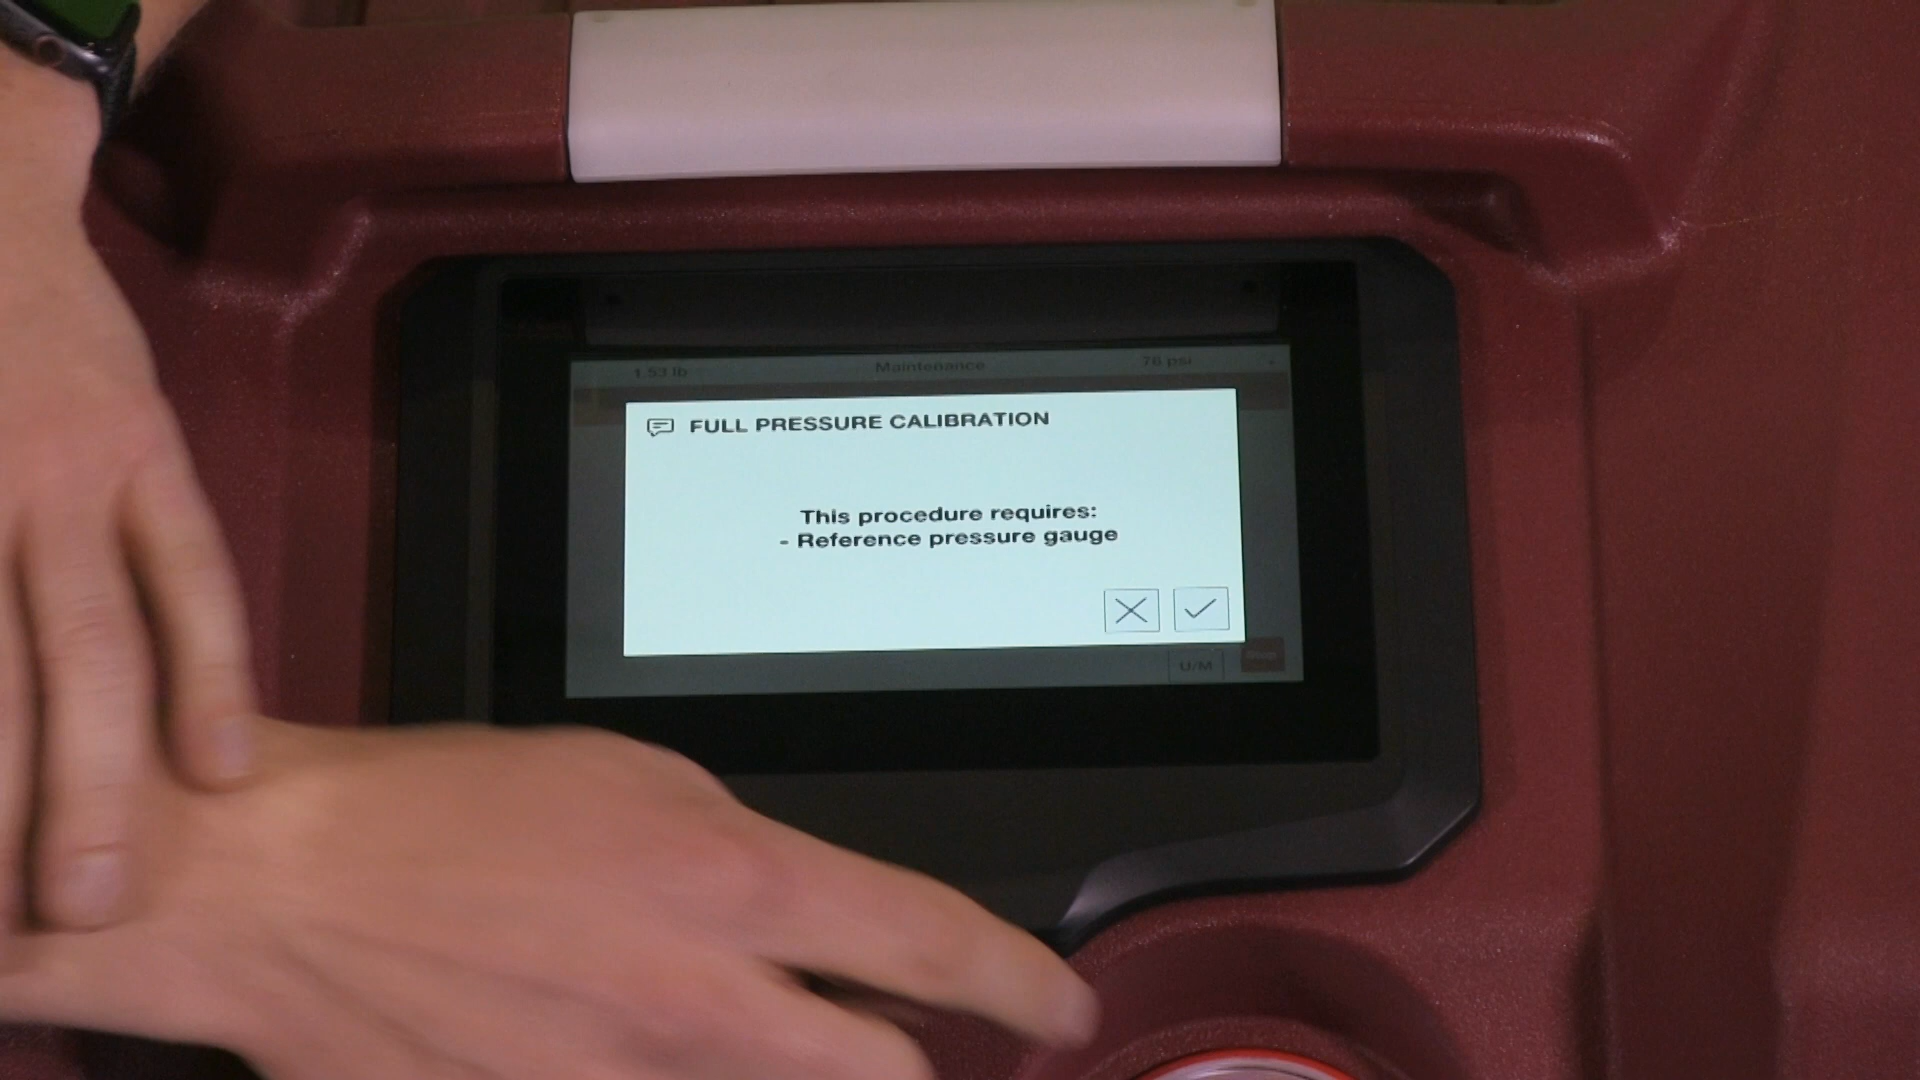 1.53 lb Maintenance 78 psi
FULL PRESSURE CALIBRATION
This procedure requires:
- Reference pressure gauge
U/M